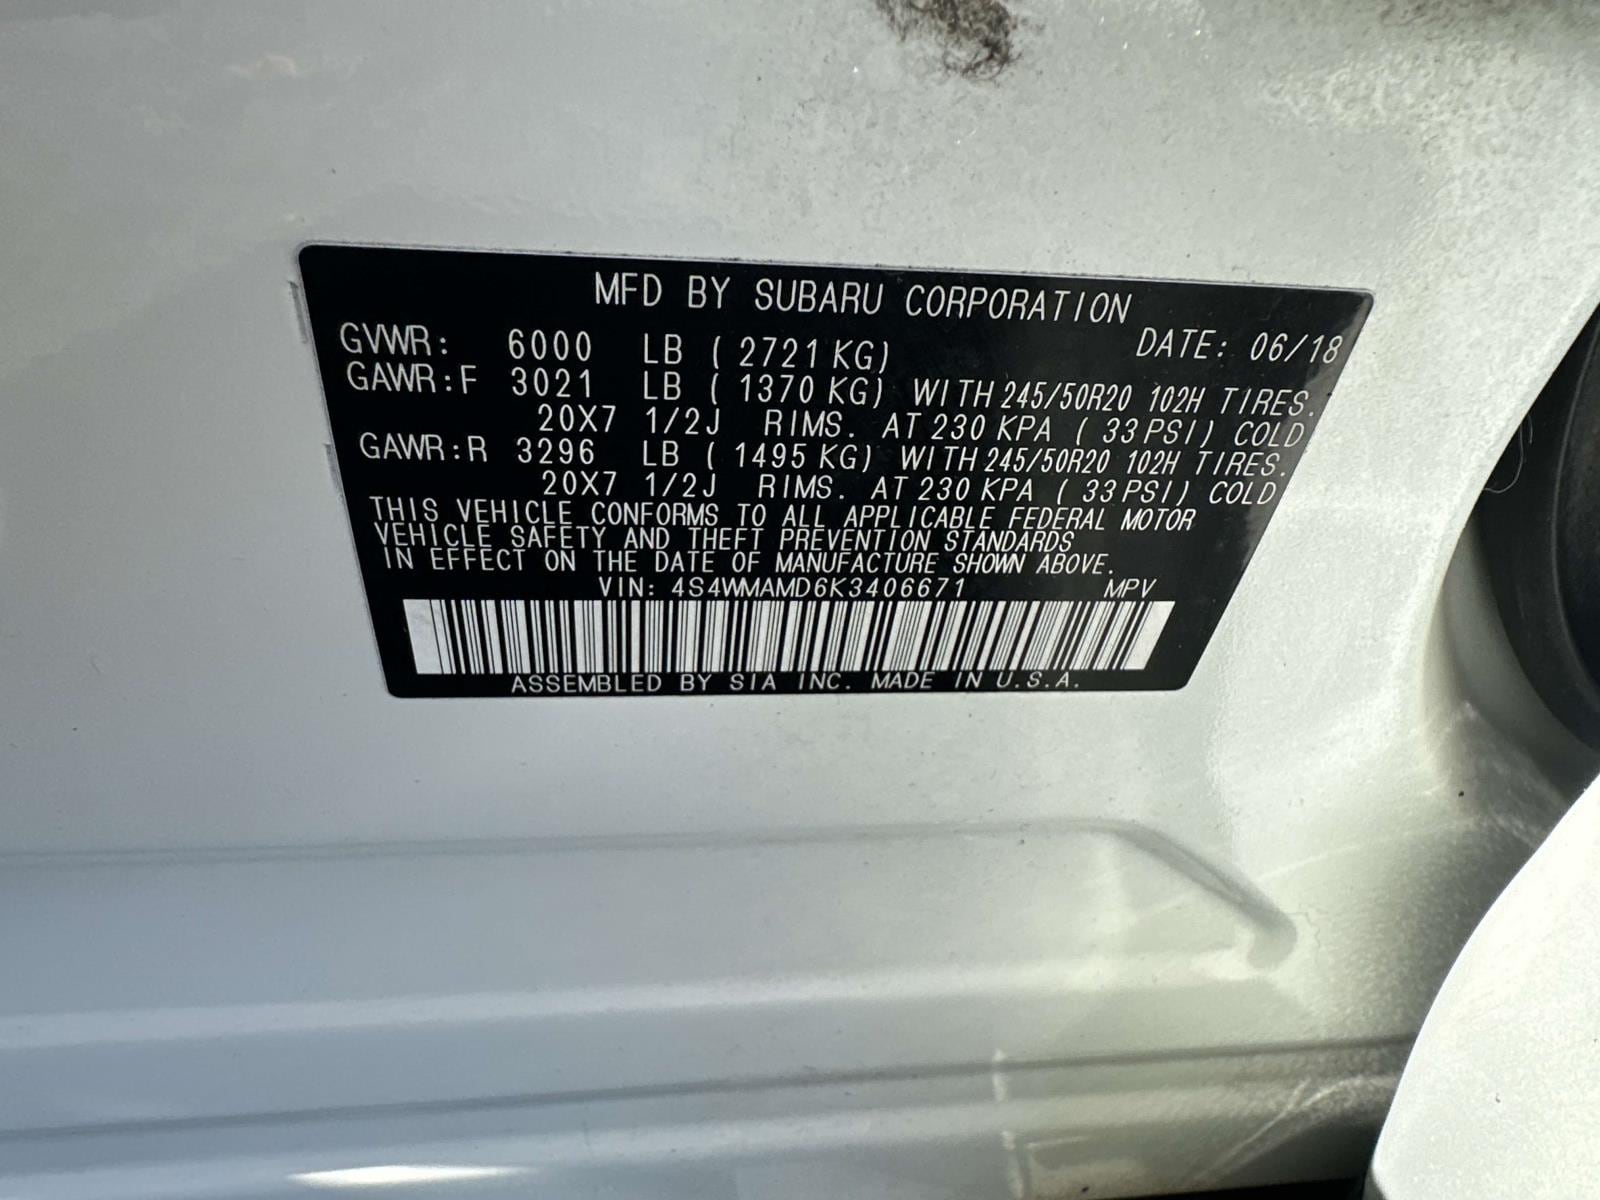 MFD BY SUBARU CORPORATION
GVWR: 6000 LB ( 2721 KG) DATE: 06/18
GAWR:F 3021 LB ( 1370 KG) WITH 245/50R20 102H TIRES.
20X7 1/2J RIMS. AT 230 KPA ( 33 PSI) COLD
GAWR:R 3296 LB ( 1495 KG) WITH 245/50R20 102H TIRES.
20X7 1/2J RIMS. AT 230 KPA ( 33 PSI) COLD
THIS VEHICLE CONFORMS TO ALL APPLICABLE FEDERAL MOTOR
VEHICLE SAFETY AND THEFT PREVENTION STANDARDS
IN EFFECT ON THE DATE OF MANUFACTURE SHOWN ABOVE.
VIN: 4S4WMAMD6K3406671 MPV
ASSEMBLED BY SIA INC. MADE IN U.S.A.